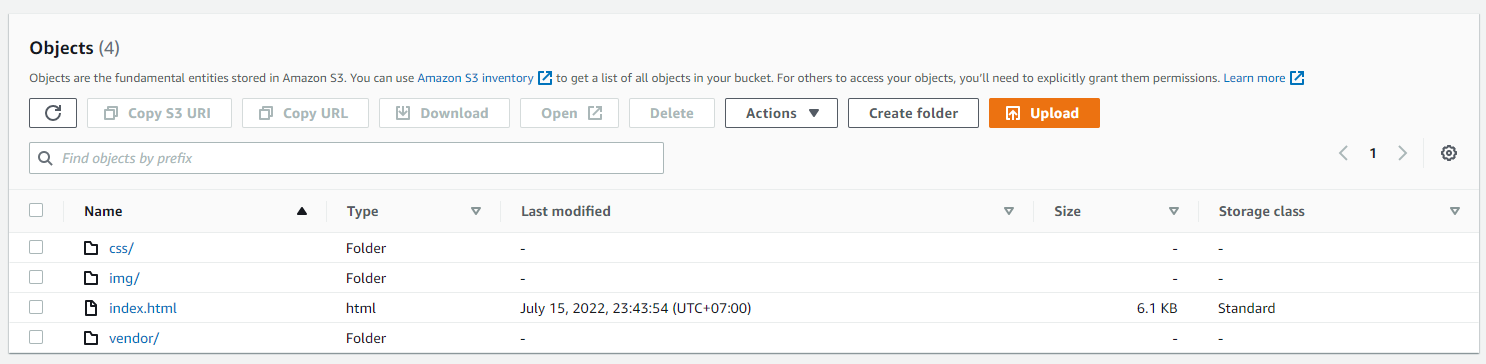 Objects (4)
Objects are the fundamental entities stored in Amazon S3. You can use Amazon S3 inventory to get a list of all objects in your bucket. For others to access your objects, you'll need to explicitly grant them permissions. Learn more
Copy S3 URI Copy URL Download Open Delete Actions Create folder Upload
Find objects by prefix 1
Name Type Last modified Size Storage class
css/ Folder - - -
img/ Folder - - -
index.html html July 15, 2022, 23:43:54 (UTC+07:00) 6.1 KB Standard
vendor/ Folder - - -